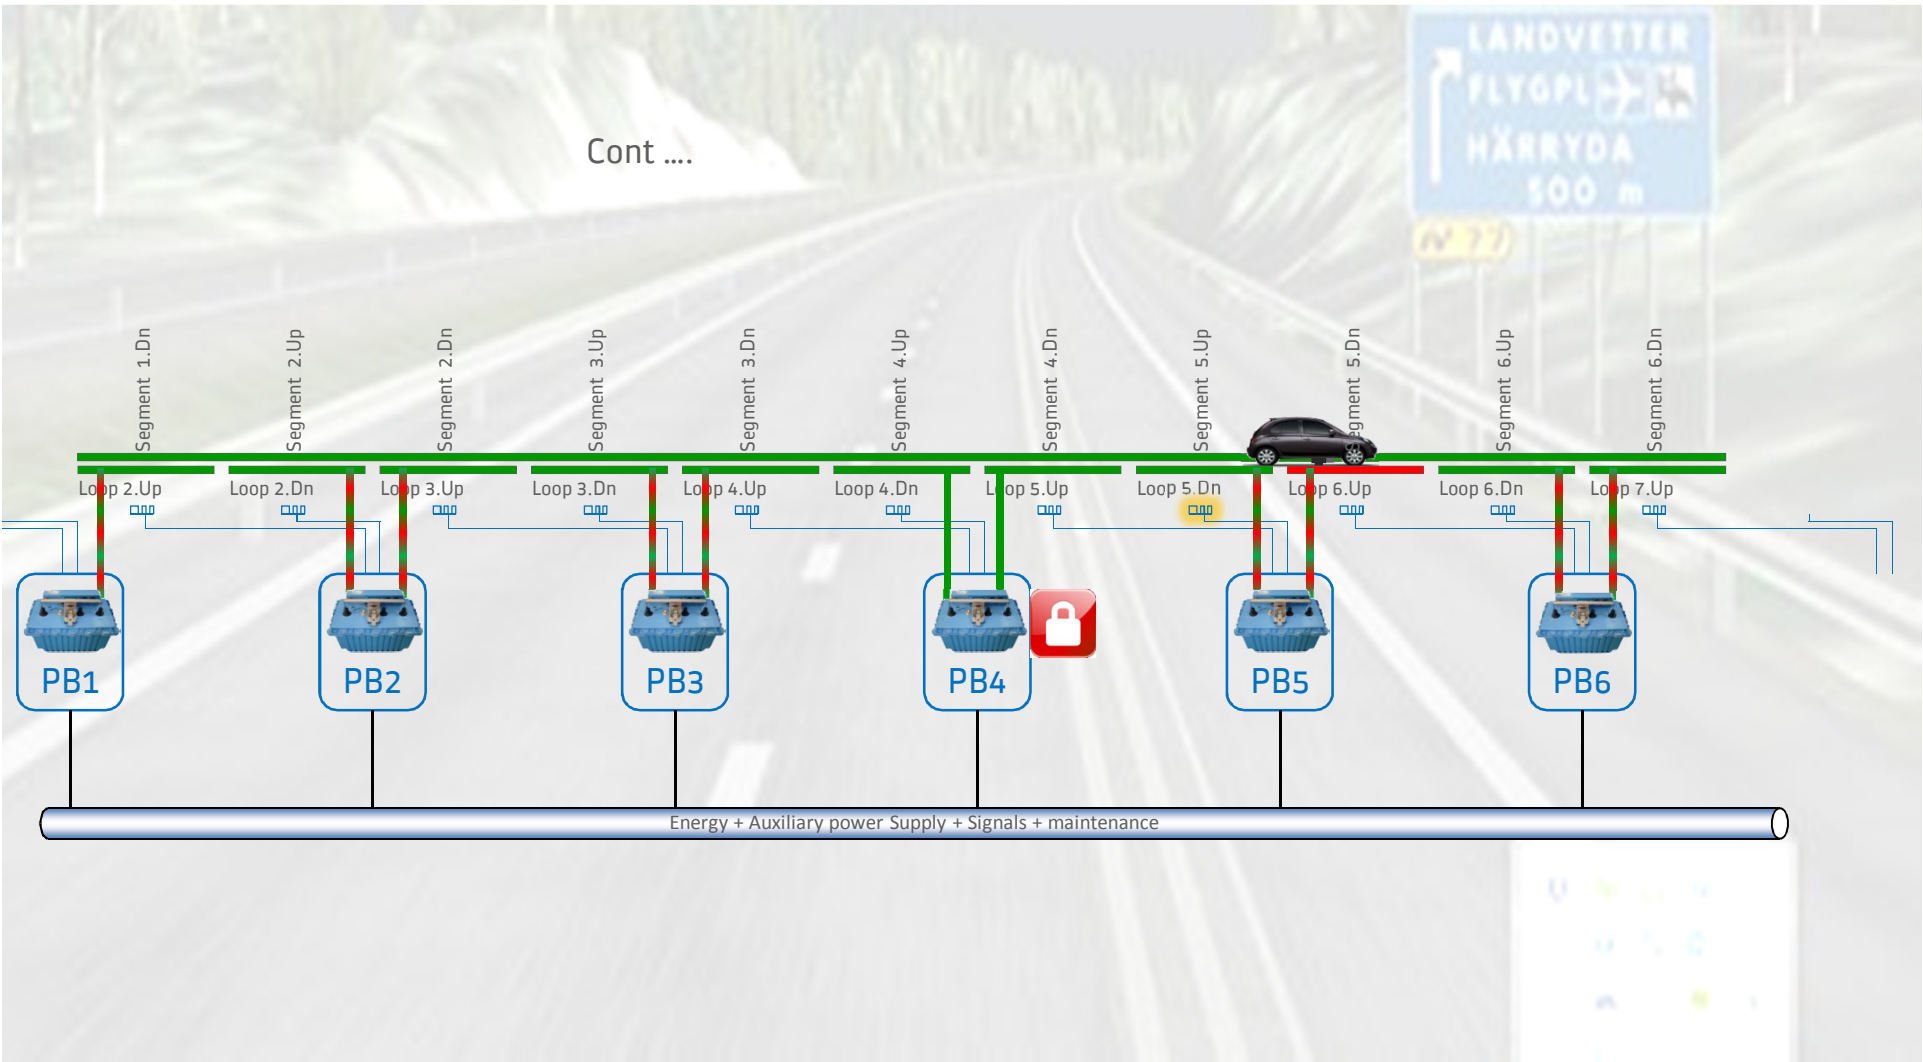 LANDVETTER
FLYGPL
HÄRRYDA
500 m
Cont ....
Segment 1.Dn
Segment 2.Up
Segment 2.Dn
Segment 3.Up
Segment 3.Dn
Segment 4.Up
Segment 4.Dn
Segment 5.Up
Segment 5.Dn
Segment 6.Up
Segment 6.Dn
Loop 2.Up
Loop 2.Dn
Loop 3.Up
Loop 3.Dn
Loop 4.Up
Loop 4.Dn
Loop 5.Up
Loop 5.Dn
Loop 6.Up
Loop 6.Dn
Loop 7.Up
PB1
PB2
PB3
PB4
PB5
PB6
Energy + Auxiliary power Supply + Signals + maintenance